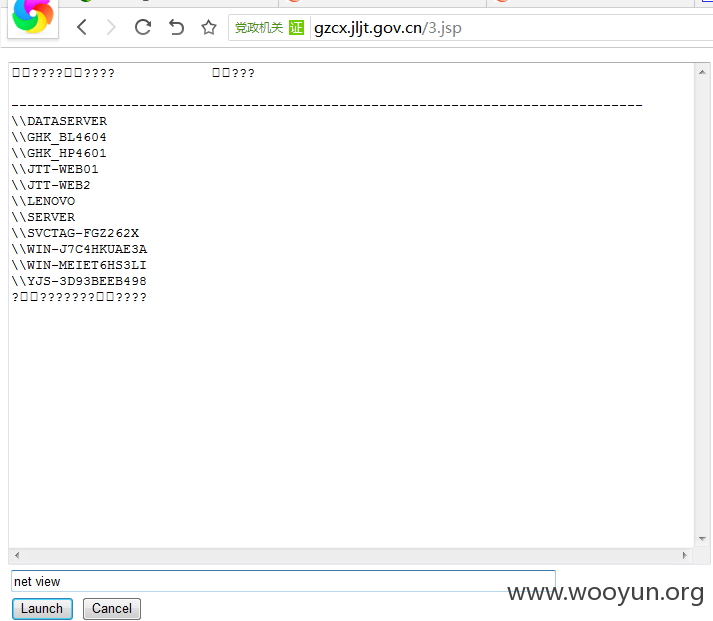 党政机关 证 gzcx.jljt.gov.cn/3.jsp
□□????□□???? □□???
-------------------------------------------------------------------------------
\\DATASERVER
\\GHK_BL4604
\\GHK_HP4601
\\JTT-WEB01
\\JTT-WEB2
\\LENOVO
\\SERVER
\\SVCTAG-FGZ262X
\\WIN-J7C4HKUAE3A
\\WIN-MEIET6HS3LI
\\YJS-3D93BEEB498
?□□???????□□????
net view
www.wooyun.org
Launch Cancel